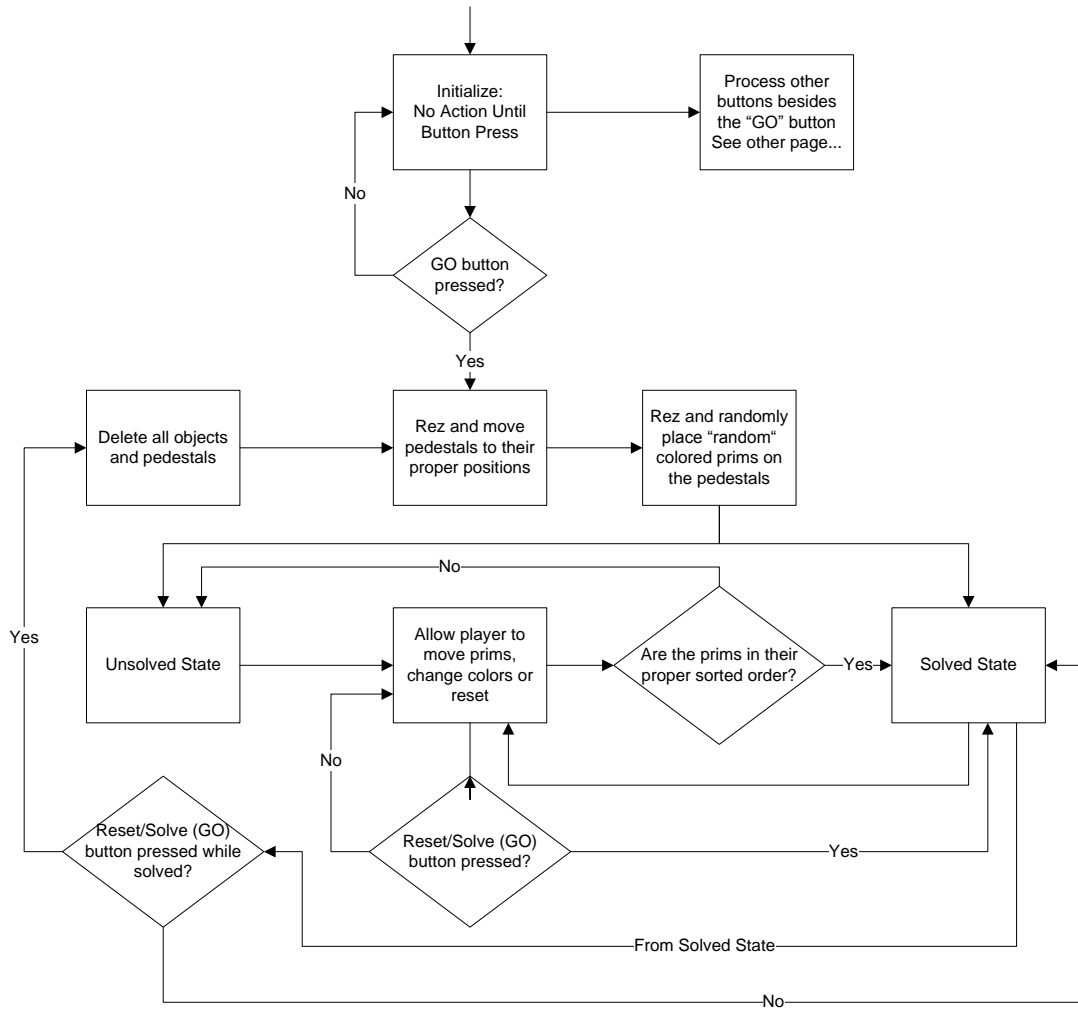 Initialize:
No Action Until
Button Press
Process other
buttons besides
the “GO” button
See other page...
No
GO button
pressed?
Yes
Delete all objects
and pedestals
Rez and move
pedestals to their
proper positions
Rez and randomly
place “random“
colored prims on
the pedestals
No
Yes
Unsolved State
Allow player to
move prims,
change colors or
reset
Are the prims in their
proper sorted order?
Yes
Solved State
No
Reset/Solve (GO)
button pressed while
solved?
Reset/Solve (GO)
button pressed?
Yes
From Solved State
No